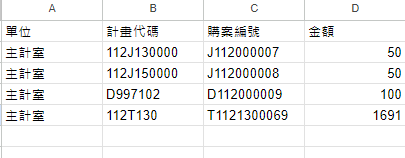 A B C D
單位 計畫代碼 購案編號 金額
主計室 112J130000 J112000007 50
主計室 112J150000 J112000008 50
主計室 D997102 D112000009 100
主計室 112T130 T1121300069 1691